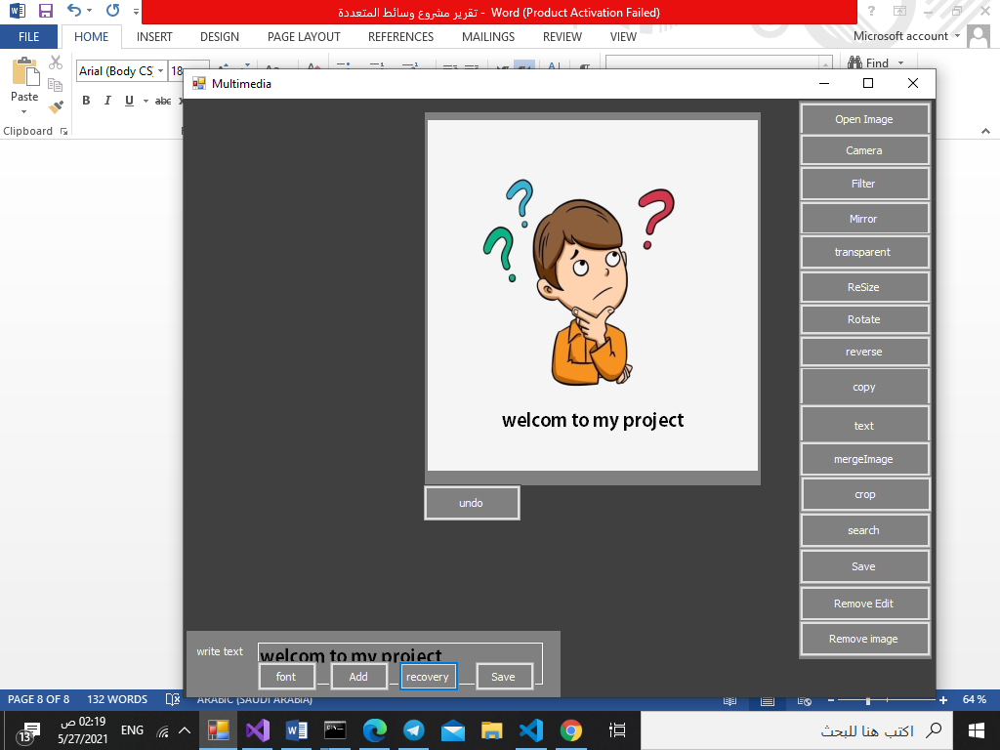 تقرير مشروع وسائط المتعددة - Word (Product Activation Failed)
FILE HOME INSERT DESIGN PAGE LAYOUT REFERENCES MAILINGS REVIEW VIEW Microsoft account
Arial (Body CS 18 Find
Paste
B I U abc
Clipboard
Multimedia
Open Image
Camera
Filter
Mirror
transparent
ReSize
Rotate
reverse
copy
text
mergeImage
crop
search
Save
Remove Edit
Remove image
welcom to my project
undo
write text
welcom to my project
font Add recovery Save
PAGE 8 OF 8 132 WORDS ARABIC (SAUDI ARABIA) 64 %
13 02:19 ص ENG اكتب هنا للبحث
5/27/2021